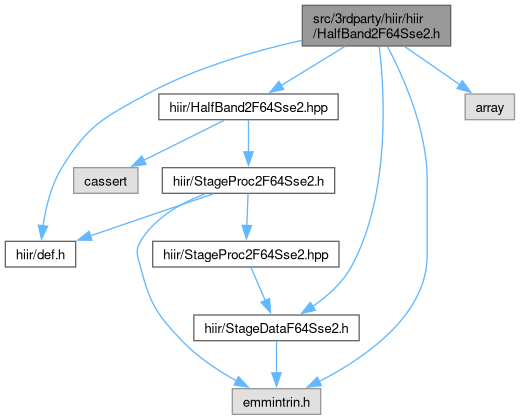 src/3rdparty/hiir/hiir
/HalfBand2F64Sse2.h
hiir/HalfBand2F64Sse2.hpp
array
cassert
hiir/StageProc2F64Sse2.h
hiir/def.h
hiir/StageProc2F64Sse2.hpp
hiir/StageDataF64Sse2.h
emmintrin.h